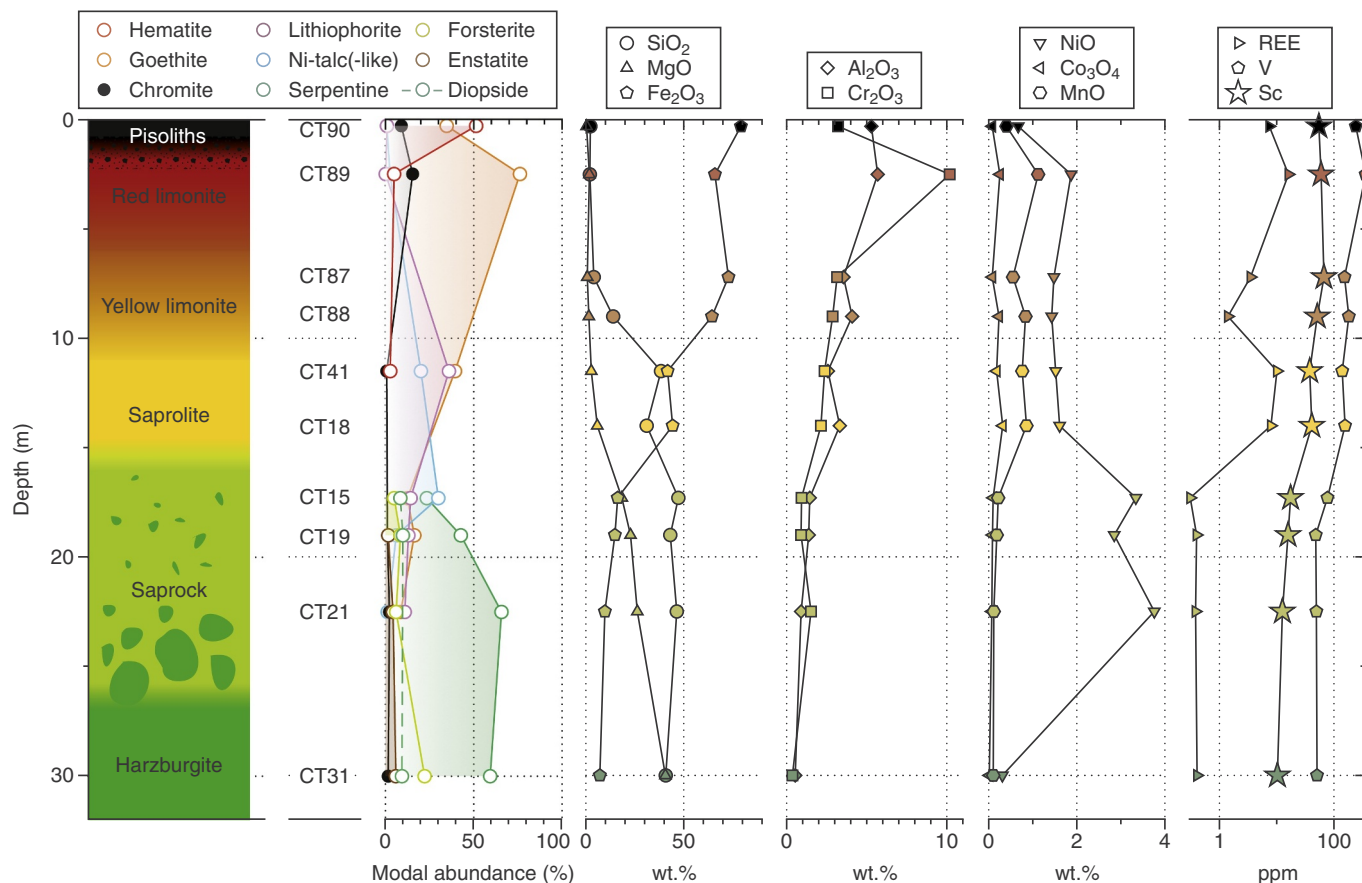 Hematite
Lithiophorite
Forsterite
Goethite
Ni-talc(-like)
Enstatite
Chromite
Serpentine
Diopside
SiO2
MgO
Fe2O3
Al2O3
Cr2O3
NiO
Co3O4
MnO
REE
V
Sc
Depth (m)
0
10
20
30
Pisoliths
Red limonite
Yellow limonite
Saprolite
Saprock
Harzburgite
CT90
CT89
CT87
CT88
CT41
CT18
CT15
CT19
CT21
CT31
0 50 100
Modal abundance (%)
0 50
wt.%
0 10
wt.%
0 2 4
wt.%
1 100
ppm